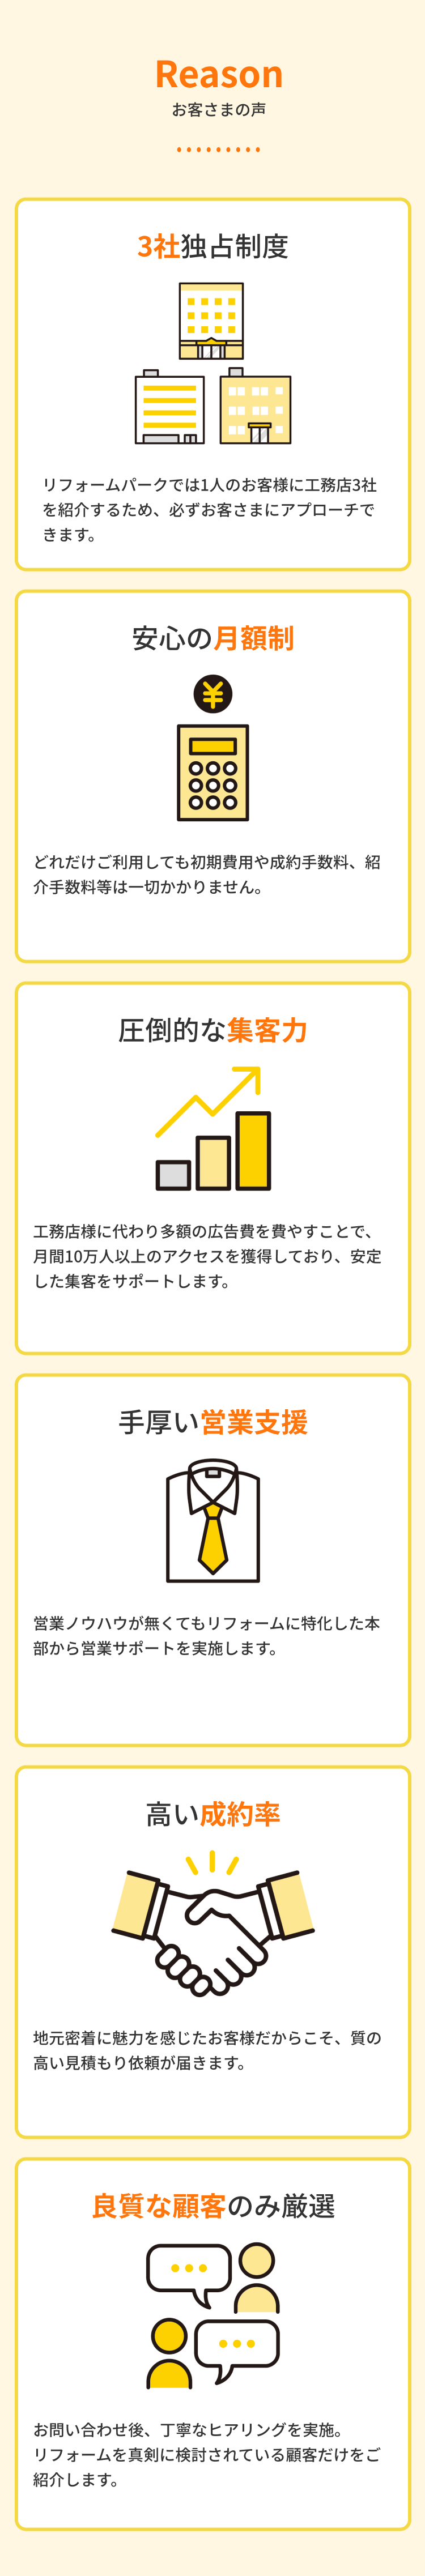 Reason
お客さまの声
3社独占制度
リフォームパークでは1人のお客様に工務店3社
を紹介するため、必ずお客さまにアプローチで
きます。
安心の月額制
¥
どれだけご利用しても初期費用や成約手数料、紹
介手数料等は一切かかりません。
圧倒的な集客力
工務店様に代わり多額の広告費を費やすことで、
月間10万人以上のアクセスを獲得しており、安定
した集客をサポートします。
手厚い営業支援
営業ノウハウが無くてもリフォームに特化した本
部から営業サポートを実施します。
高い成約率
地元密着に魅力を感じたお客様だからこそ、質の
高い見積もり依頼が届きます。
良質な顧客のみ厳選
お問い合わせ後、丁寧なヒアリングを実施。
リフォームを真剣に検討されている顧客だけをご
紹介します。